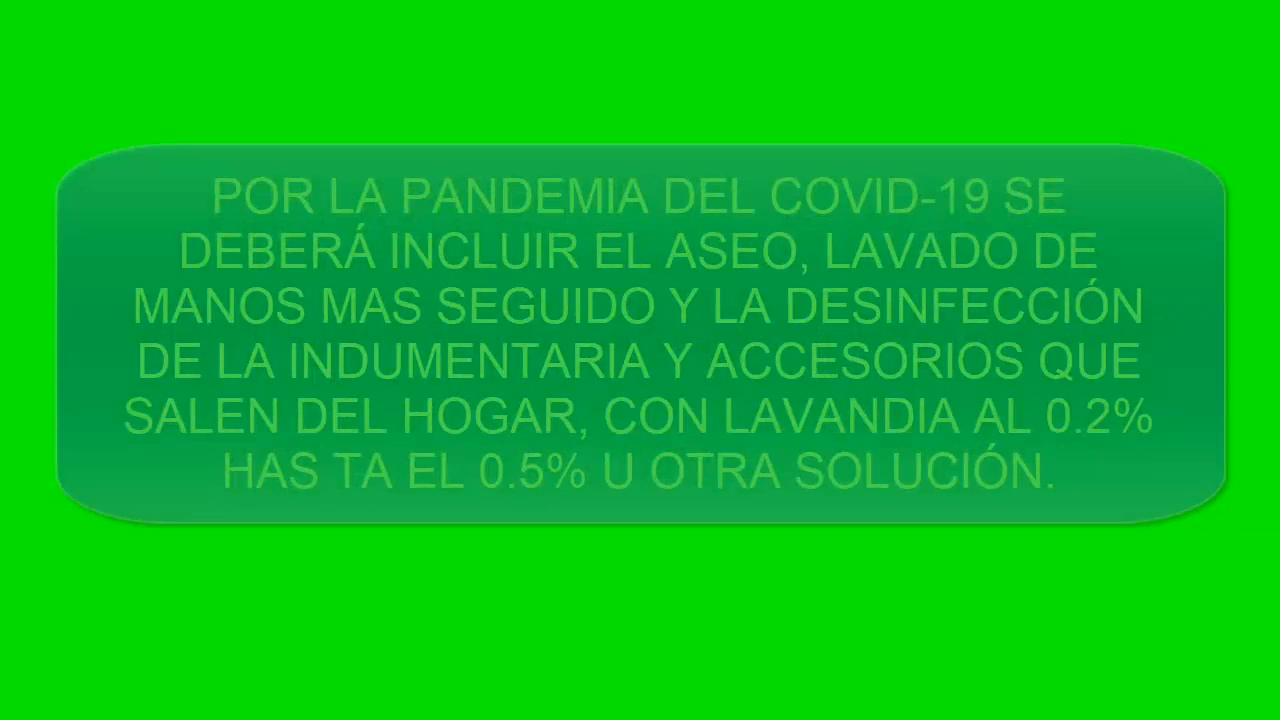 POR LA PANDEMIA DEL COVID-19 SE
DEBERÁ INCLUIR EL ASEO, LAVADO DE
MANOS MAS SEGUIDO Y LA DESINFECCIÓN
DE LA INDUMENTARIA Y ACCESORIOS QUE
SALEN DEL HOGAR, CON LAVANDIA AL 0.2%
HAS TA EL 0.5% U OTRA SOLUCIÓN.